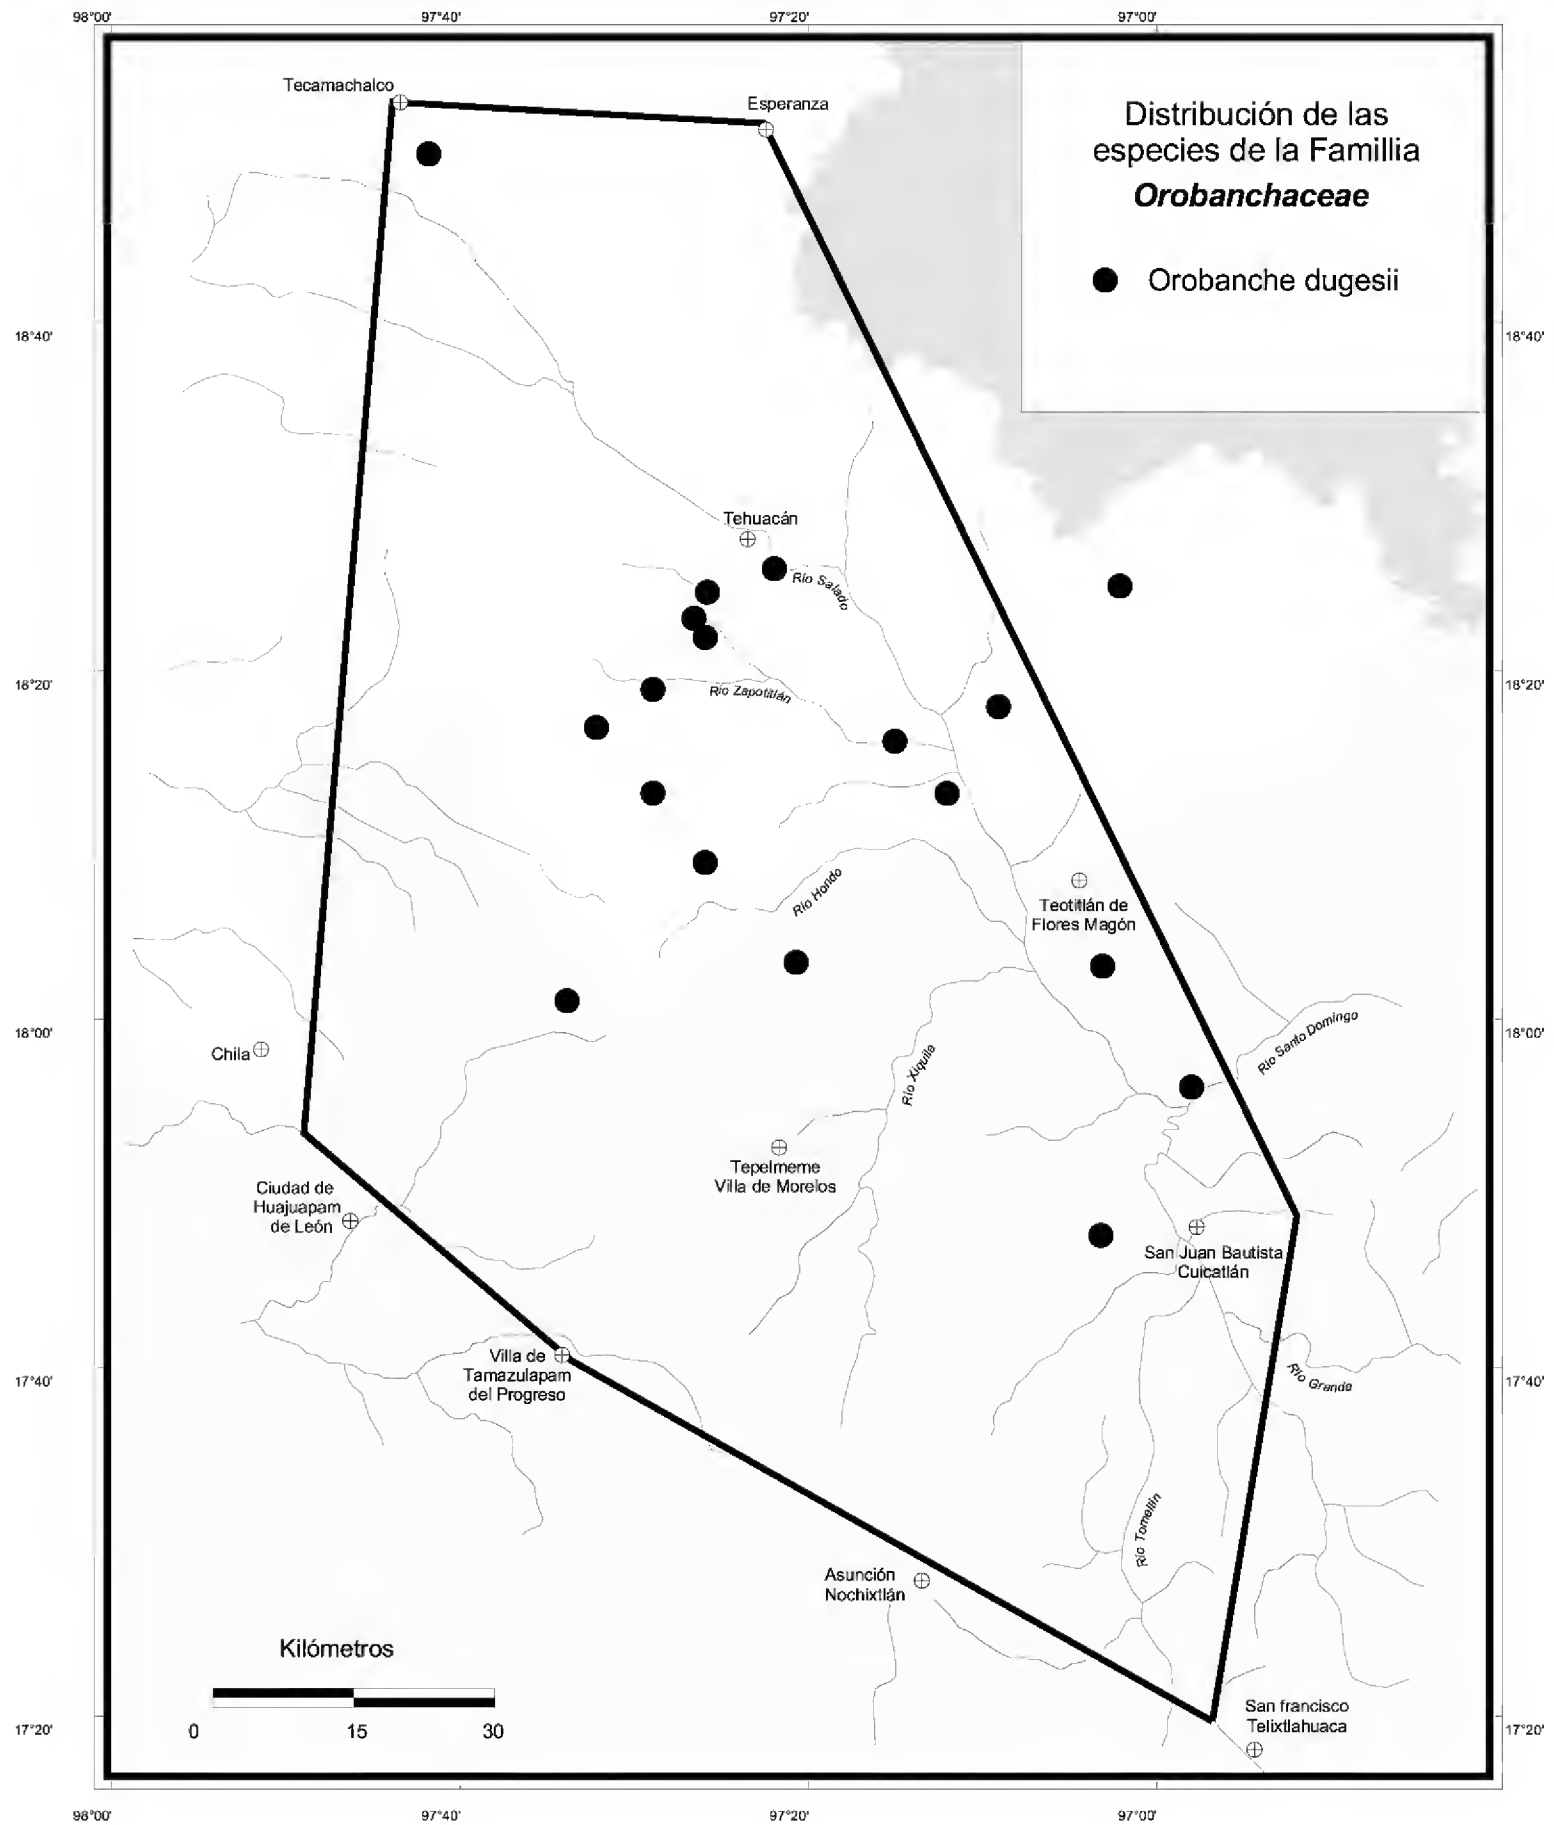 98°00' 97°40' 97°20' 97°00'
Tecamachalco
Esperanza
Distribución de las
especies de la Famillia
Orobanchaceae
Orobanche dugesii
18°40' 18°40'
Tehuacán
Río Salado
18°20' 18°20'
Río Zapotitlán
Río Hondo
Teotitlán de
Flores Magón
18°00' 18°00'
Río Santo Domingo
Chila
Río Xiquila
Tepelmeme
Villa de Morelos
Ciudad de
Huajuapam
de León
San Juan Bautista
Cuicatlán
Villa de
Tamazulapam
del Progreso
17°40' 17°40'
Río Grande
Río Tomellín
Asunción
Nochixtlán
Kilómetros
0 15 30
San francisco
Telixtlahuaca
17°20' 17°20'
98°00' 97°40' 97°20' 97°00'